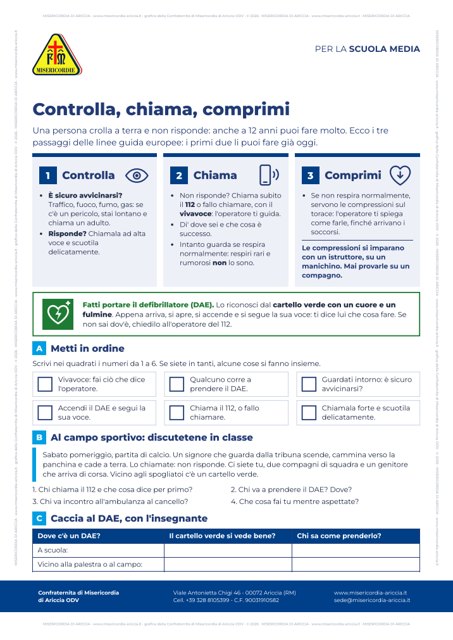 www.misericordia-ariccia.it · grafica della Confraternita di Misericordia di Ariccia ODV · © 2026 · MISERICORDIA DI ARICCIA
MISERICORDIE
PER LA SCUOLA MEDIA
Controlla, chiama, comprimi
Una persona crolla a terra e non risponde: anche a 12 anni puoi fare molto. Ecco i tre
passaggi delle linee guida europee: i primi due li puoi fare già oggi.
1 Controlla
• È sicuro avvicinarsi?
Traffico, fuoco, fumo, gas: se
c'è un pericolo, stai lontano e
chiama un adulto.
• Risponde? Chiamala ad alta
voce e scuotila
delicatamente.
2 Chiama
• Non risponde? Chiama subito
il 112 o fallo chiamare, con il
vivavoce: l'operatore ti guida.
• Di' dove sei e che cosa è
successo.
• Intanto guarda se respira
normalmente: respiri rari e
rumorosi non lo sono.
3 Comprimi
• Se non respira normalmente,
servono le compressioni sul
torace: l'operatore ti spiega
come farle, finché arrivano i
soccorsi.
Le compressioni si imparano
con un istruttore, su un
manichino. Mai provarle su un
compagno.
Fatti portare il defibrillatore (DAE). Lo riconosci dal cartello verde con un cuore e un
fulmine. Appena arriva, si apre, si accende e si segue la sua voce: ti dice lui che cosa fare. Se
non sai dov'è, chiedilo all'operatore del 112.
A Metti in ordine
Scrivi nei quadrati i numeri da 1 a 6. Se siete in tanti, alcune cose si fanno insieme.
Vivavoce: fai ciò che dice
l'operatore.
Qualcuno corre a
prendere il DAE.
Guardati intorno: è sicuro
avvicinarsi?
Accendi il DAE e segui la
sua voce.
Chiama il 112, o fallo
chiamare.
Chiamala forte e scuotila
delicatamente.
B Al campo sportivo: discutetene in classe
Sabato pomeriggio, partita di calcio. Un signore che guarda dalla tribuna scende, cammina verso la
panchina e cade a terra. Lo chiamate: non risponde. Ci siete tu, due compagni di squadra e un genitore
che arriva di corsa. Vicino agli spogliatoi c'è un cartello verde.
1. Chi chiama il 112 e che cosa dice per primo?
2. Chi va a prendere il DAE? Dove?
3. Chi va incontro all'ambulanza al cancello?
4. Che cosa fai tu mentre aspettate?
C Caccia al DAE, con l'insegnante
Dove c'è un DAE? Il cartello verde si vede bene? Chi sa come prenderlo?
A scuola:
Vicino alla palestra o al campo:
Confraternita di Misericordia
di Ariccia ODV
Viale Antonietta Chigi 46 - 00072 Ariccia (RM)
Cell. +39 328 8105399 - C.F. 90031910582
www.misericordia-ariccia.it
sede@misericordia-ariccia.it